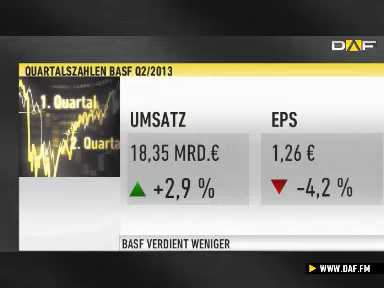 DAF
QUARTALSZAHLEN BASF Q2/2013
1. Quartal
2. Quarta
UMSATZ
EPS
18,35 MRD.€
1,26 €
+2,9 %
-4,2 %
BASF VERDIENT WENIGER
WWW.DAF.FM